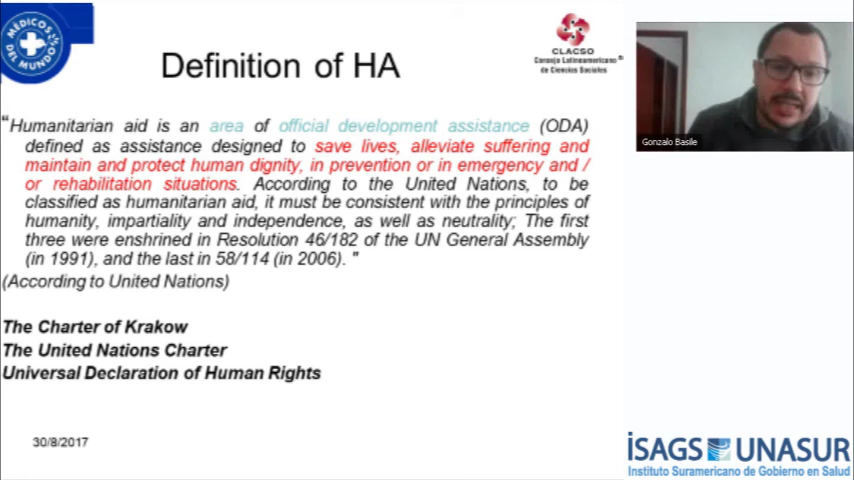 MÉDICOS
DEL MUNDO
CLACSO
Consejo Latinoamericano
de Ciencias Sociales
Definition of HA
“Humanitarian aid is an area of official development assistance (ODA)
defined as assistance designed to save lives, alleviate suffering and
maintain and protect human dignity, in prevention or in emergency and /
or rehabilitation situations. According to the United Nations, to be
classified as humanitarian aid, it must be consistent with the principles of
humanity, impartiality and independence, as well as neutrality; The first
three were enshrined in Resolution 46/182 of the UN General Assembly
(in 1991), and the last in 58/114 (in 2006). "
(According to United Nations)
The Charter of Krakow
The United Nations Charter
Universal Declaration of Human Rights
30/8/2017
Gonzalo Basile
iSAGS UNASUR
Instituto Suramericano de Gobierno en Salud